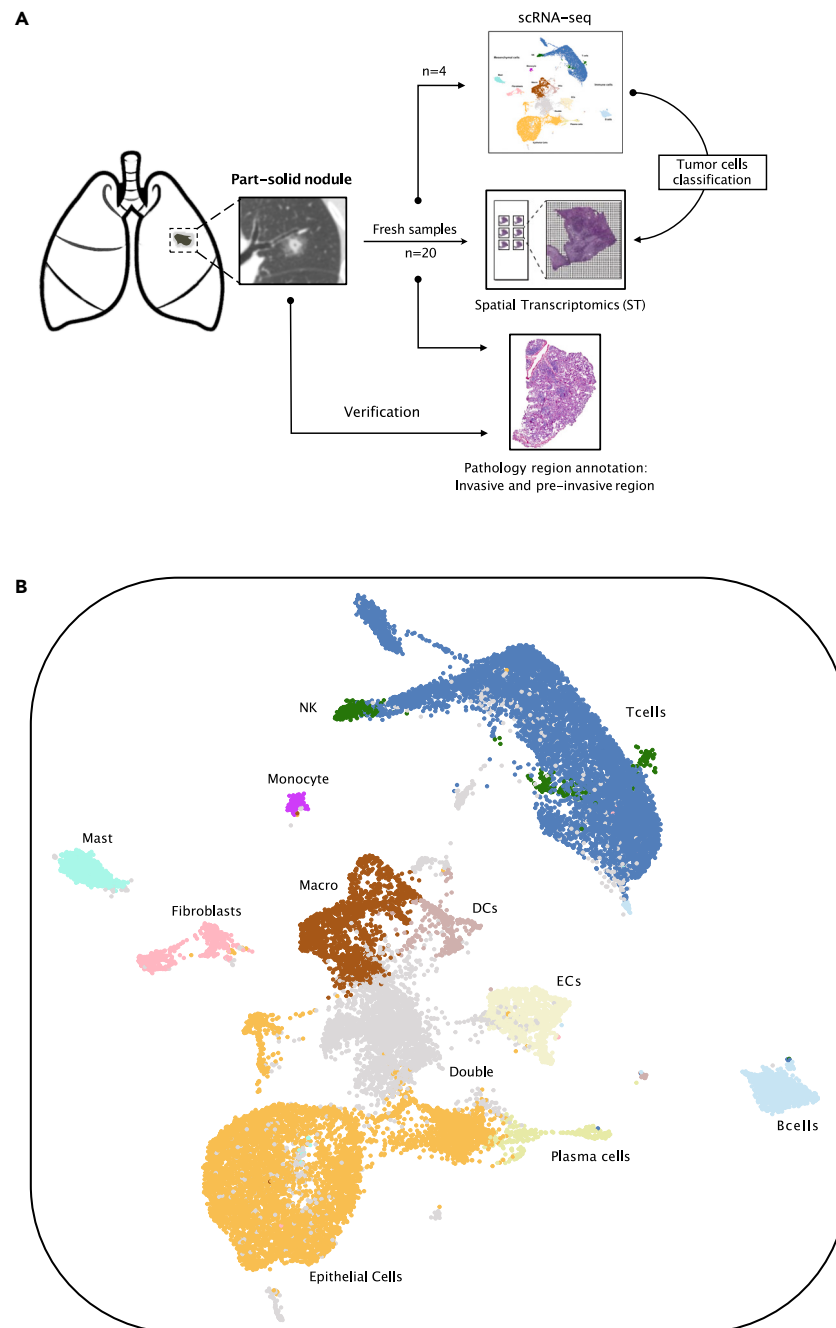 A
scRNA-seq
n=4
Part-solid nodule
Tumor cells
classification
Fresh samples
n=20
Spatial Transcriptomics (ST)
Verification
Pathology region annotation:
Invasive and pre-invasive region
B
NK
Tcells
Monocyte
Mast
Macro
Fibroblasts
DCs
ECs
Double
Bcells
Plasma cells
Epithelial Cells